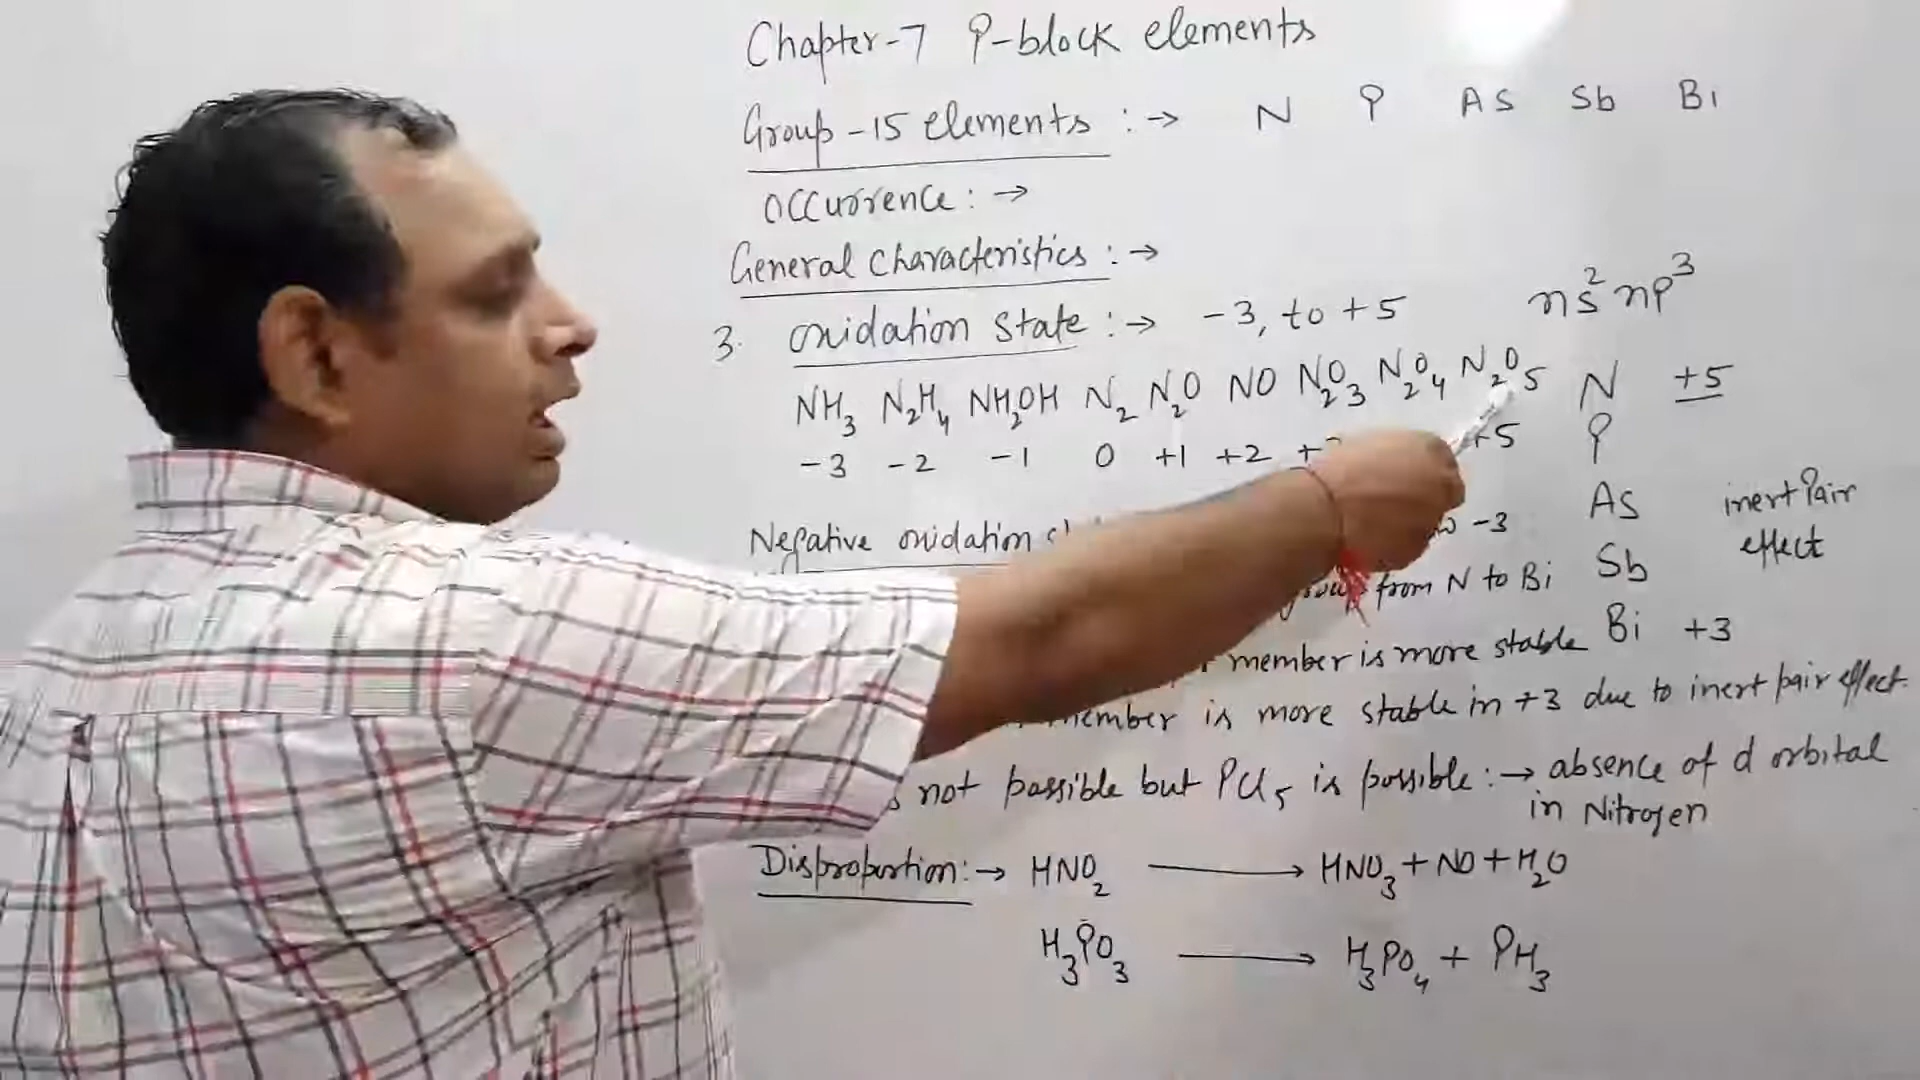 Chapter-7 P-block elements
Group-15 elements :→ N P As Sb Bi
Occurrence :→
General Characteristics :→
ns² np³
3. oxidation state :→ -3, to +5
NH₃ N₂H₄ NH₂OH N₂ N₂O NO N₂O₃ N₂O₄ N₂O₅ N +5
-3 -2 -1 0 +1 +2 +5 P
As inert Pair
Negative oxidation -3 effect
from N to Bi Sb
member is more stable Bi +3
member is more stable in +3 due to inert pair effect.
not possible but PCl₅ is possible :→ absence of d orbital
in Nitrogen
Disproportion :→ HNO₂ ⟶ HNO₃ + NO + H₂O
H₃PO₃ ⟶ H₃PO₄ + PH₃